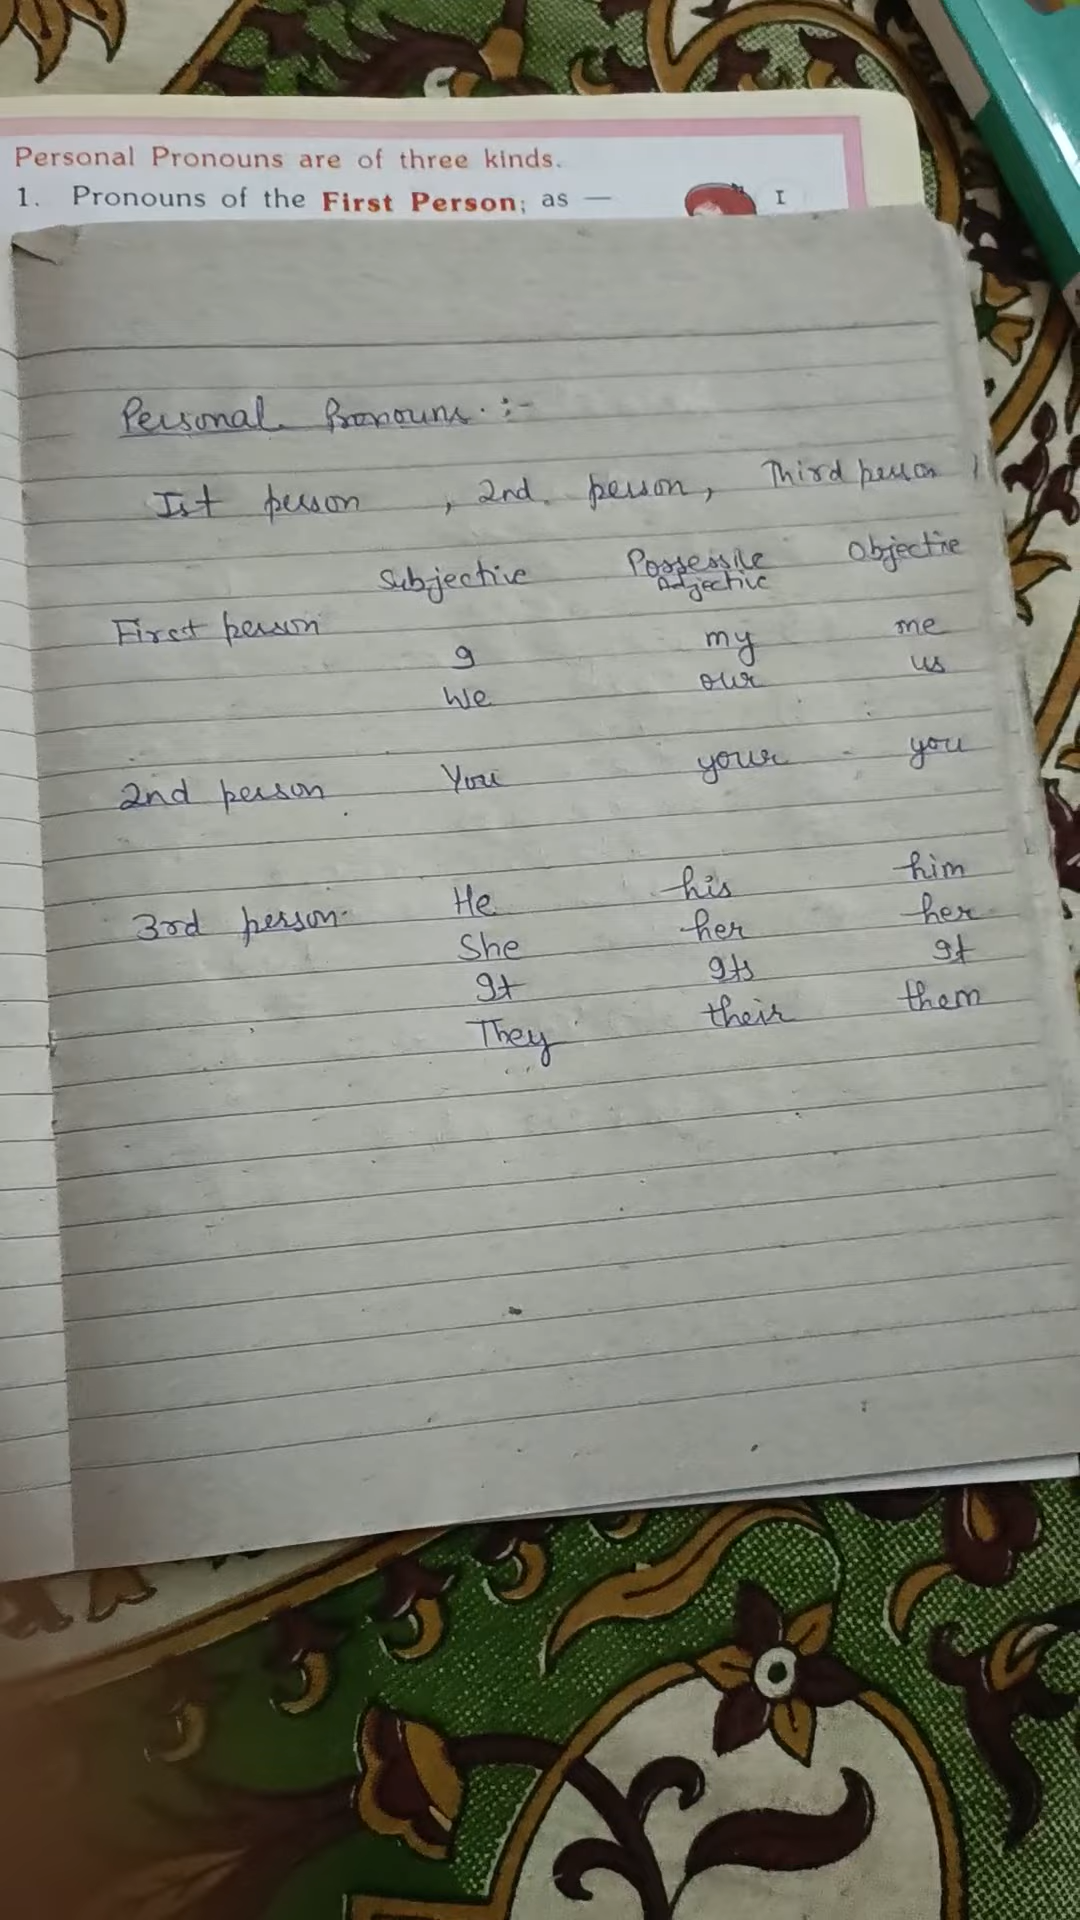 Personal Pronouns are of three kinds.
1. Pronouns of the First Person; as —
I
Personal Pronouns :-
Ist person , 2nd person, Third person
Subjective Possessile Adjective Objectie
First person
I my me
We our us
2nd person You your you
3rd person He his him
She her her
It Its It
They their them